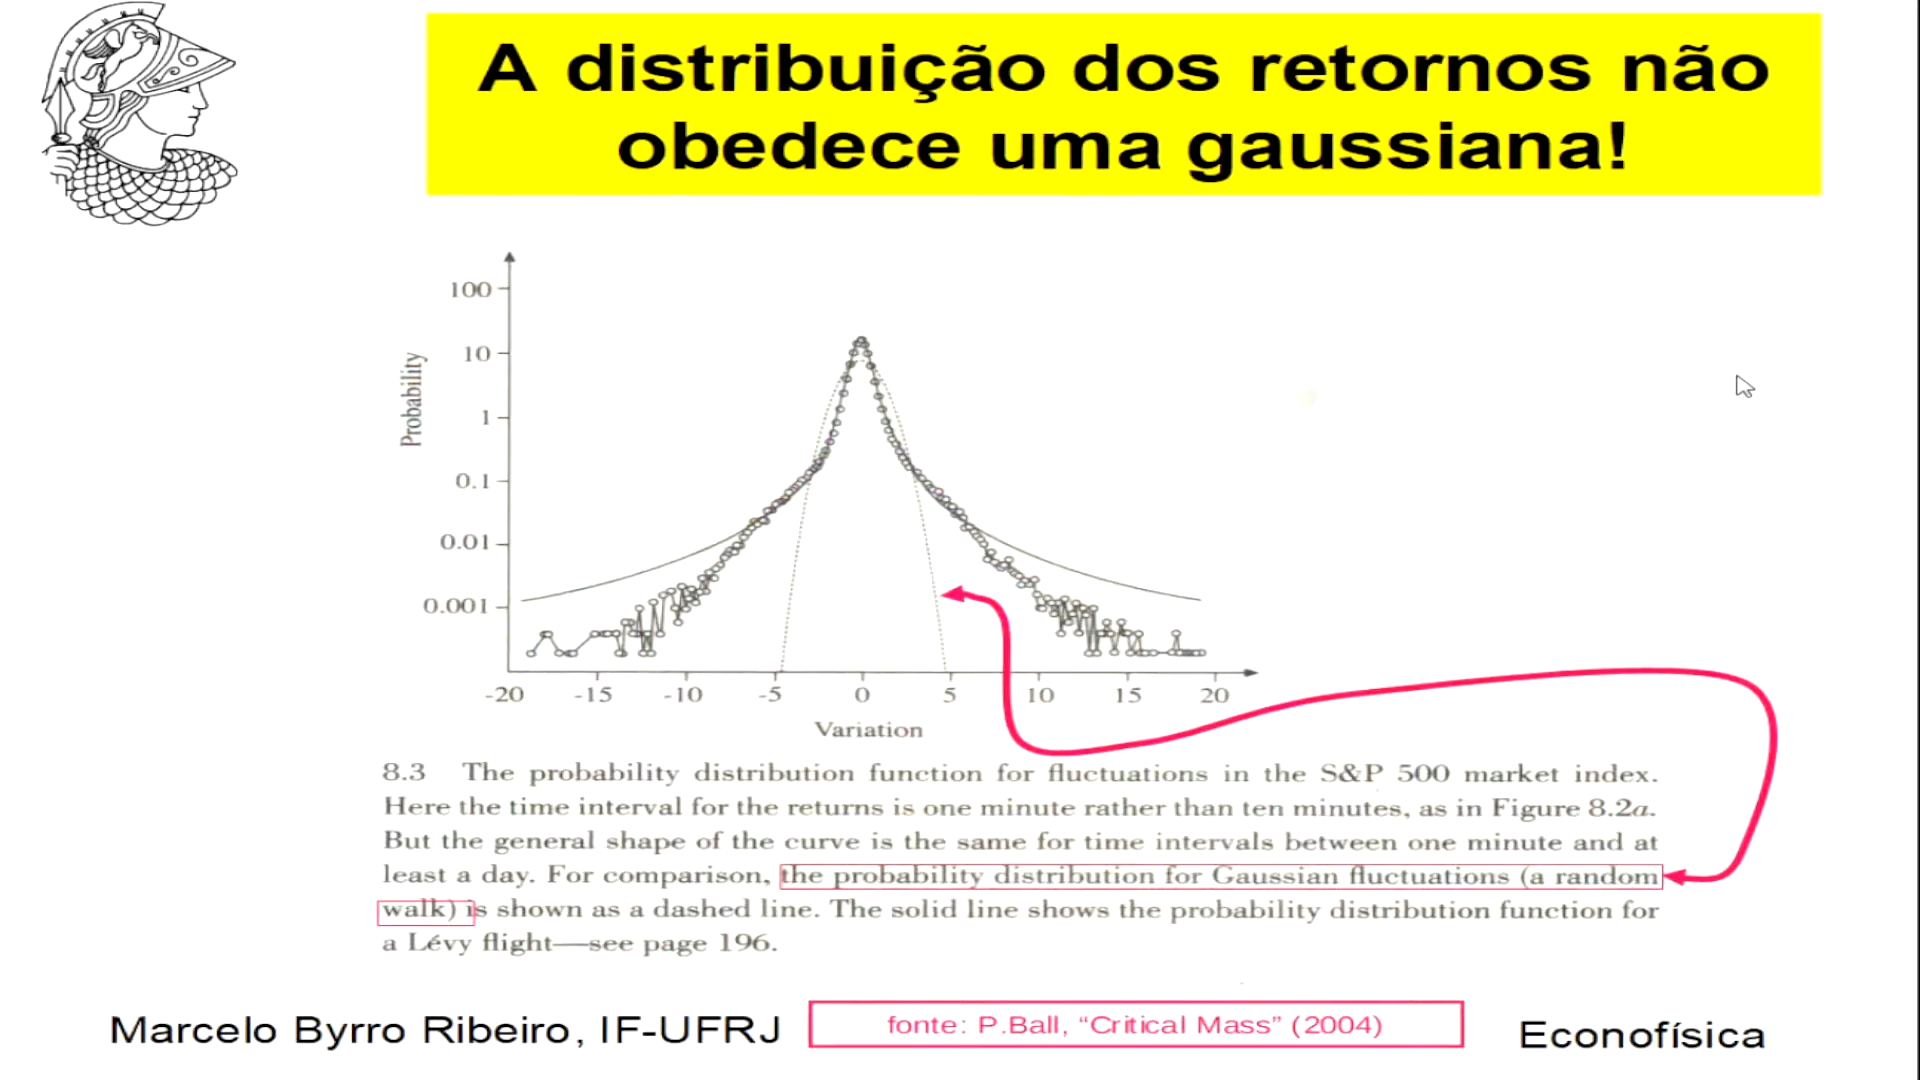 A distribuição dos retornos não
obedece uma gaussiana!
100
10
1
0.1
0.01
0.001
Probability
-20 -15 -10 -5 0 5 10 15 20
Variation
8.3 The probability distribution function for fluctuations in the S&P 500 market index.
Here the time interval for the returns is one minute rather than ten minutes, as in Figure 8.2a.
But the general shape of the curve is the same for time intervals between one minute and at
least a day. For comparison, the probability distribution for Gaussian fluctuations (a random
walk) is shown as a dashed line. The solid line shows the probability distribution function for
a Lévy flight—see page 196.
Marcelo Byrro Ribeiro, IF-UFRJ
fonte: P.Ball, “Critical Mass” (2004)
Econofísica